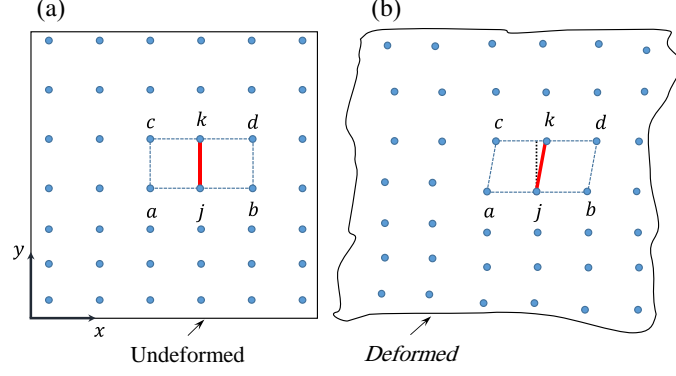 (a)
(b)
c k d
c k d
a j b
a j b
y
x
Undeformed
Deformed